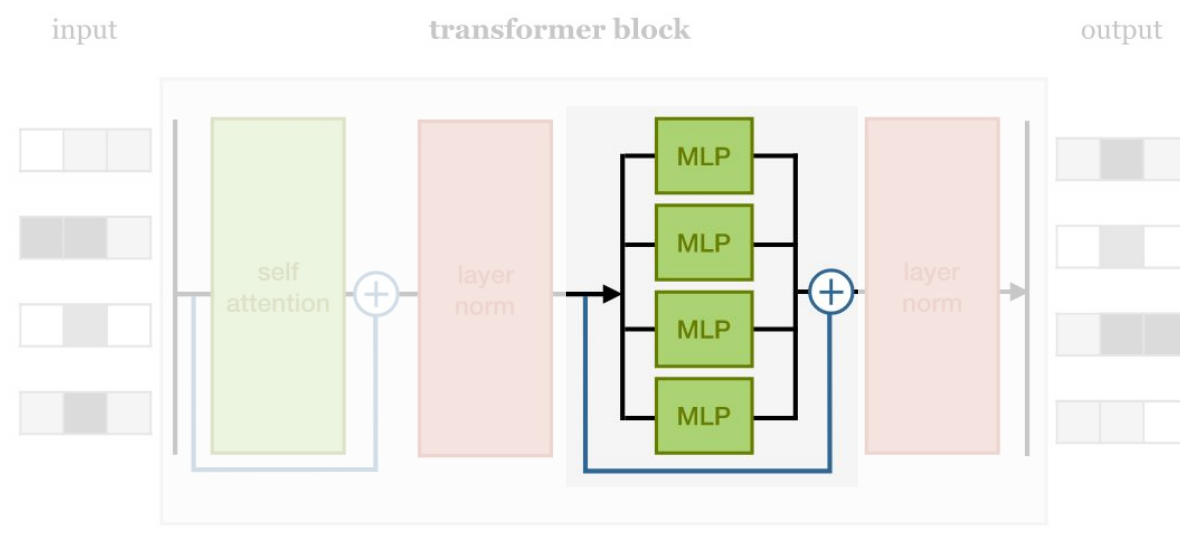 input
transformer block
output
self
attention
layer
norm
MLP
MLP
MLP
MLP
layer
norm